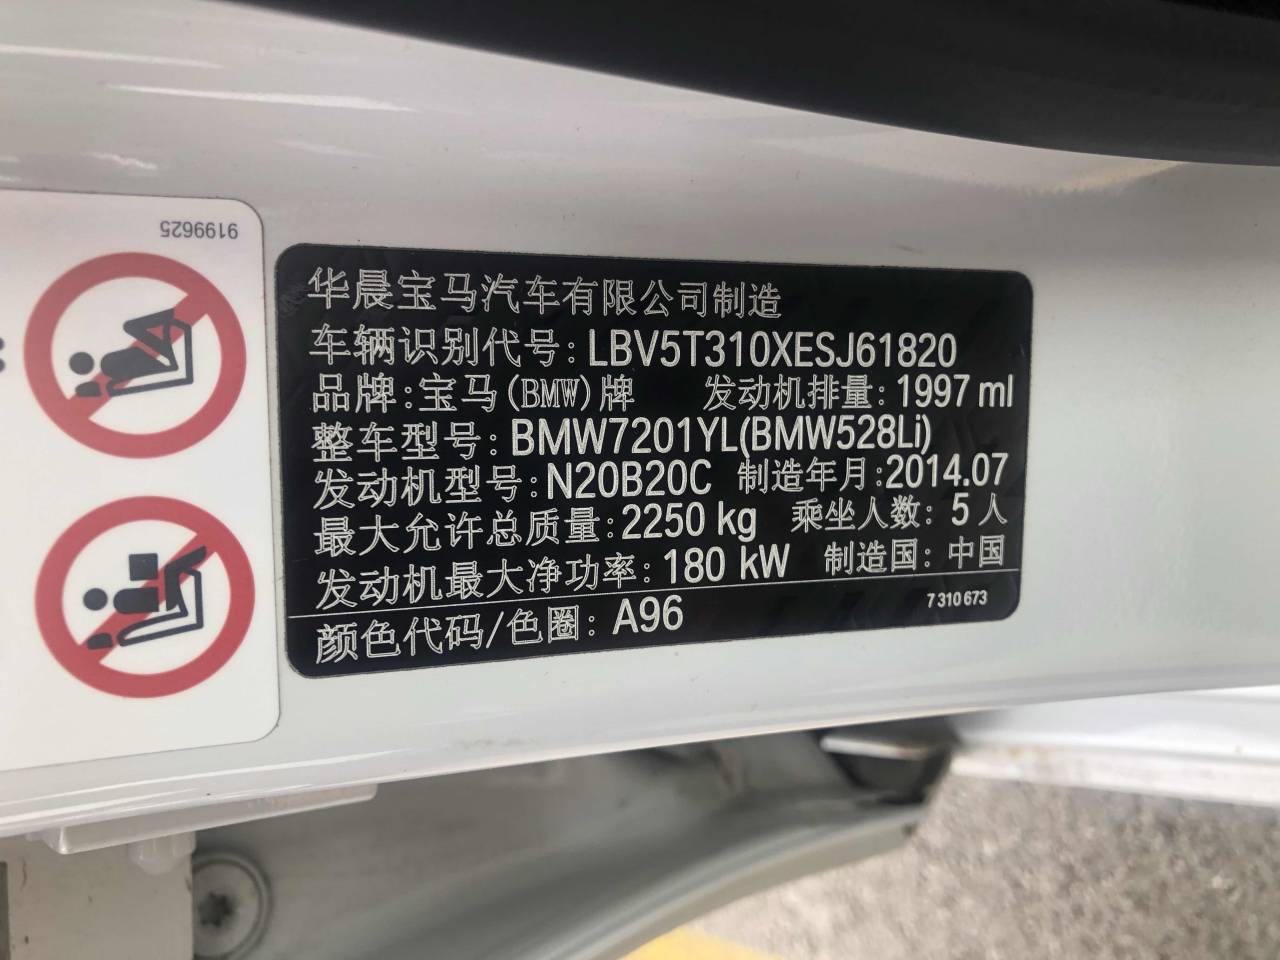 9199625
华晨宝马汽车有限公司制造
车辆识别代号: LBV5T310XESJ61820
品牌:宝马(BMW)牌 发动机排量: 1997 ml
整车型号: BMW7201YL(BMW528Li)
发动机型号: N20B20C 制造年月:2014.07
最大允许总质量: 2250 kg 乘坐人数: 5 人
发动机最大净功率: 180 kW 制造国: 中国
颜色代码/色圈: A96 7 310 673